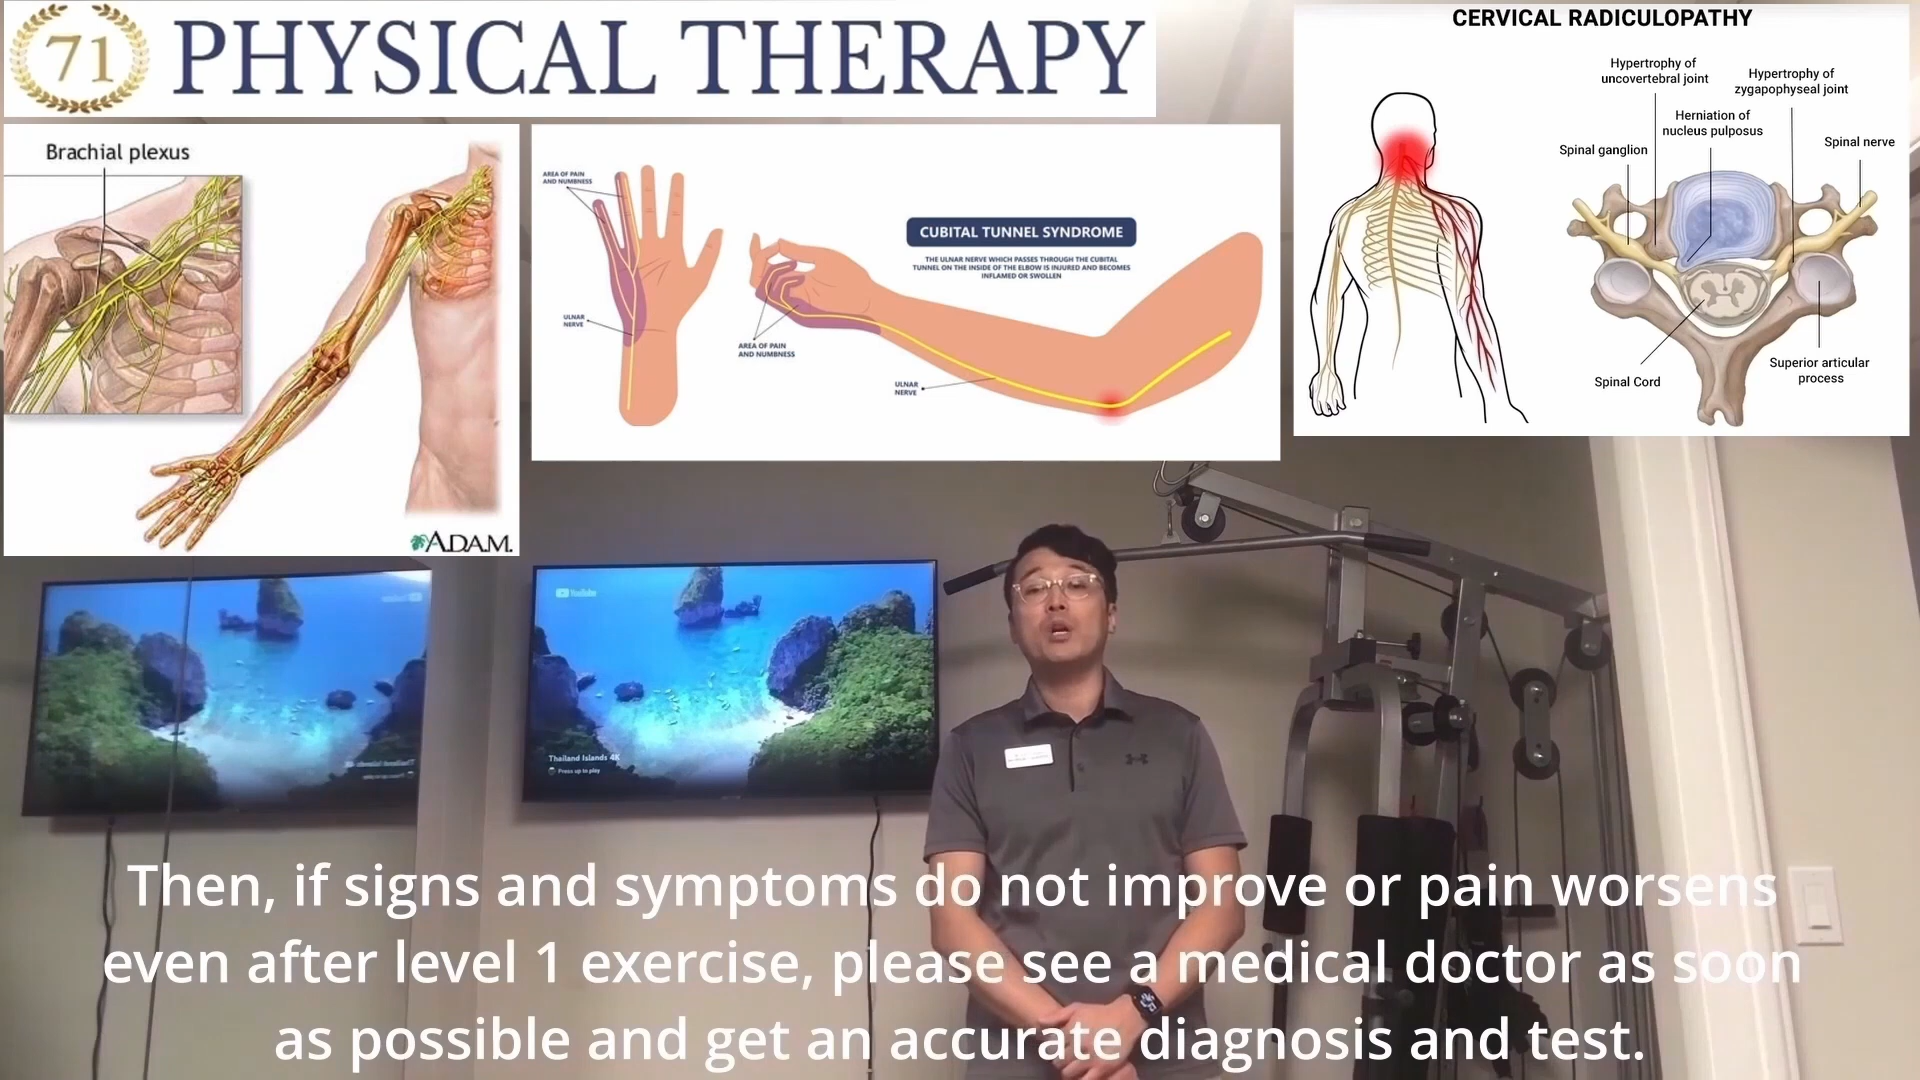 71 PHYSICAL THERAPY
Brachial plexus
A.D.A.M.
AREA OF PAIN
AND NUMBNESS
ULNAR
NERVE
CUBITAL TUNNEL SYNDROME
THE ULNAR NERVE WHICH PASSES THROUGH THE CUBITAL
TUNNEL ON THE INSIDE OF THE ELBOW IS INJURED AND BECOMES
INFLAMED OR SWOLLEN
AREA OF PAIN
AND NUMBNESS
ULNAR
NERVE
CERVICAL RADICULOPATHY
Hypertrophy of
uncovertebral joint
Hypertrophy of
zygapophyseal joint
Herniation of
nucleus pulposus
Spinal ganglion
Spinal nerve
Spinal Cord
Superior articular
process
YouTube
Thailand Islands 4K
Press up to play
Then, if signs and symptoms do not improve or pain worsens
even after level 1 exercise, please see a medical doctor as soon
as possible and get an accurate diagnosis and test.